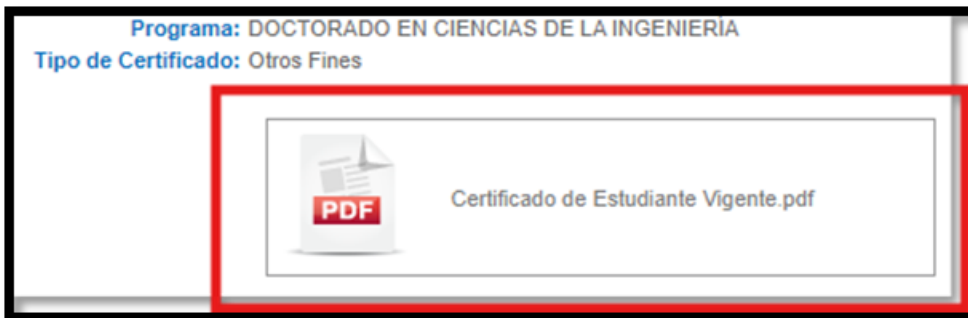 Programa: DOCTORADO EN CIENCIAS DE LA INGENIERÍA
Tipo de Certificado: Otros Fines
PDF
Certificado de Estudiante Vigente.pdf